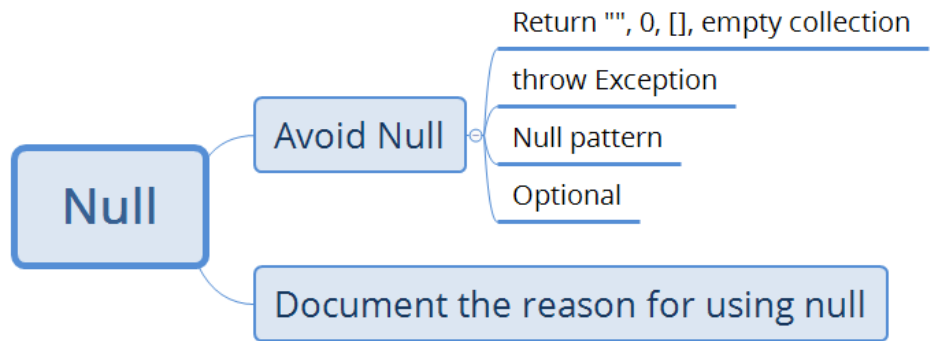 Null
Avoid Null
Return "", 0, [], empty collection
throw Exception
Null pattern
Optional
Document the reason for using null